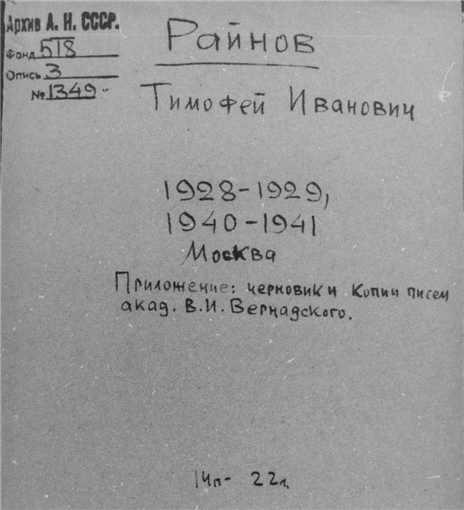 Архив А. Н. СССР.
Фонд 518
Опись 3
№ 1349
Райнов
Тимофей Иванович
1928-1929,
1940-1941
Москва
Приложение: черновик и копии писем
акад. В.И. Вернадского.
14п- 22л.